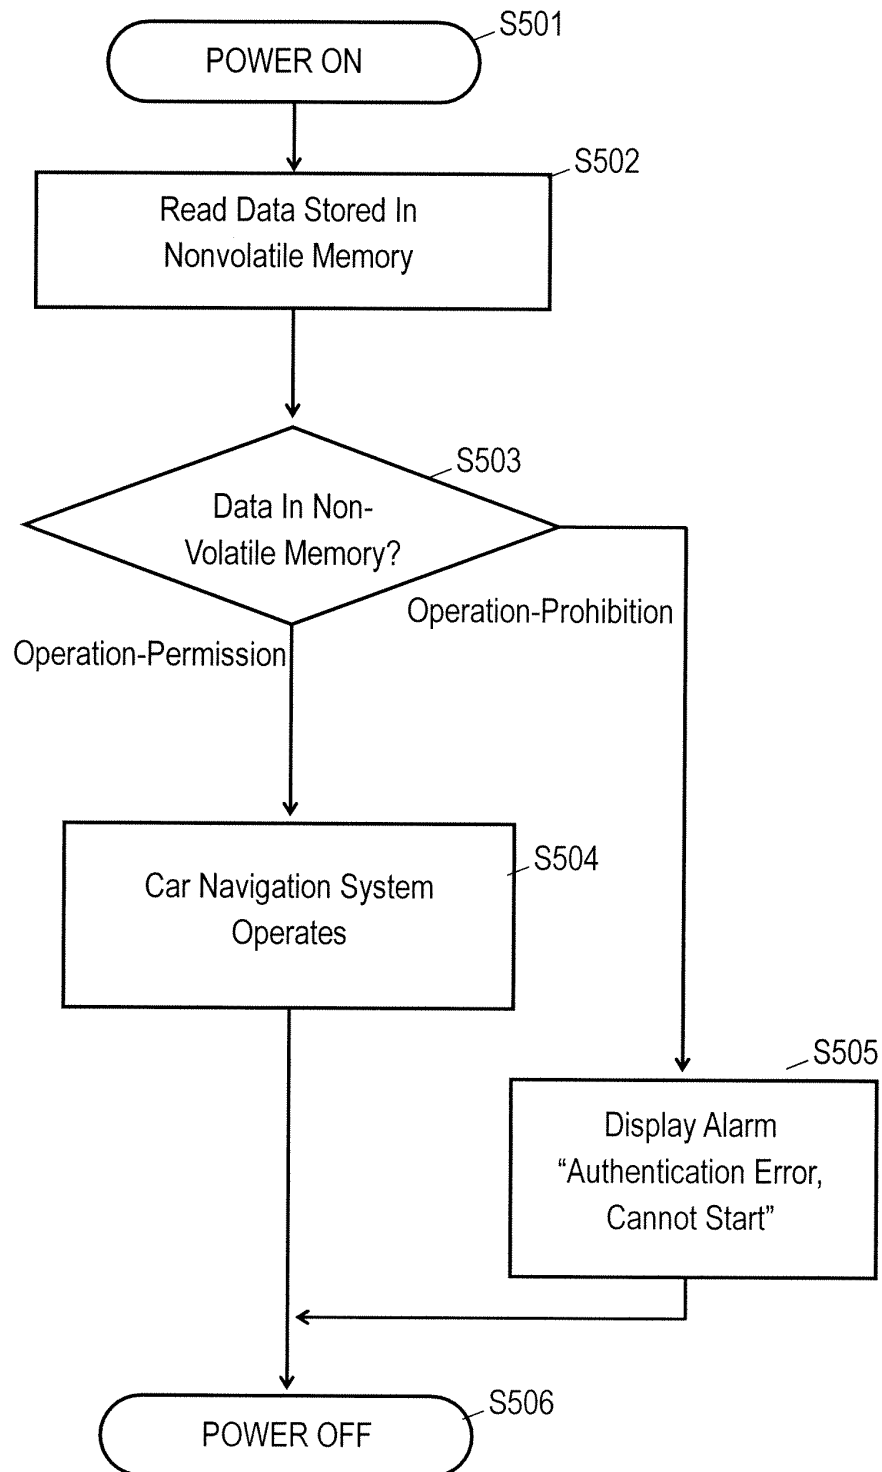 S501
POWER ON
S502
Read Data Stored In
Nonvolatile Memory
S503
Data In Non-
Volatile Memory?
Operation-Prohibition
Operation-Permission
S504
Car Navigation System
Operates
S505
Display Alarm
“Authentication Error,
Cannot Start”
S506
POWER OFF